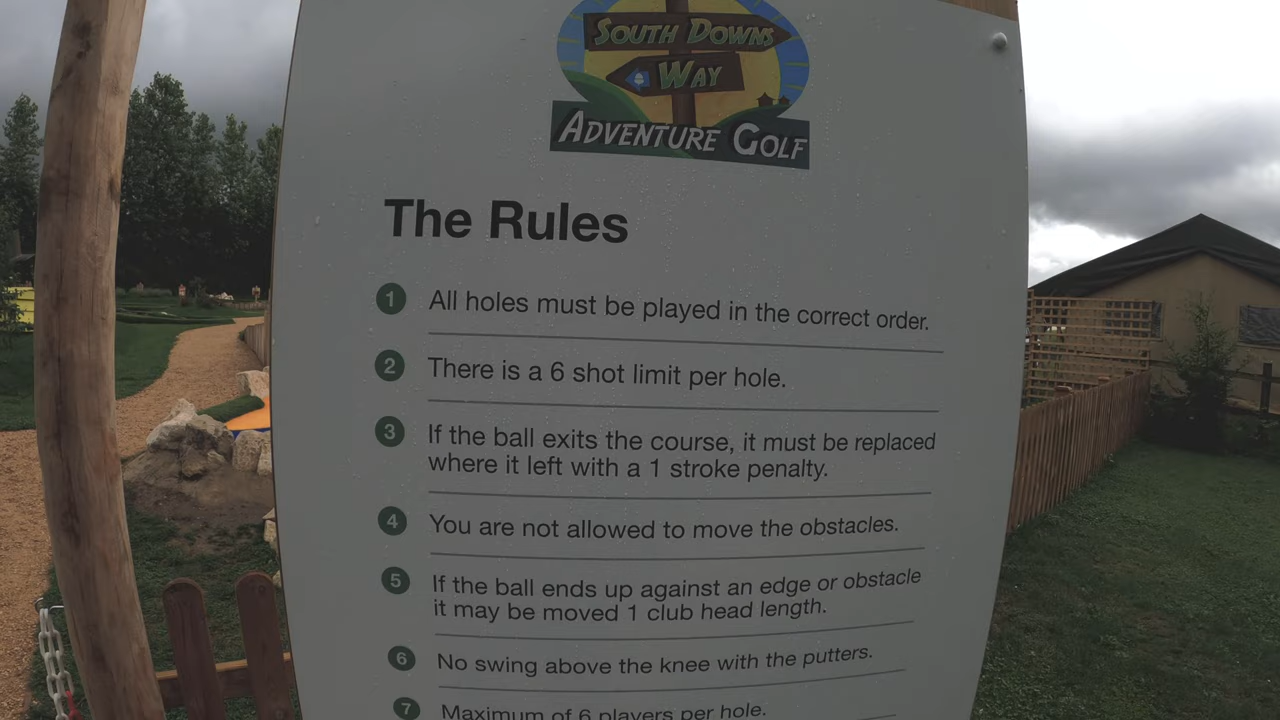 South Downs
Way
Adventure Golf
The Rules
1 All holes must be played in the correct order.
2 There is a 6 shot limit per hole.
3 If the ball exits the course, it must be replaced
where it left with a 1 stroke penalty.
4 You are not allowed to move the obstacles.
5 If the ball ends up against an edge or obstacle
it may be moved 1 club head length.
6 No swing above the knee with the putters.
7 Maximum of 6 players per hole.